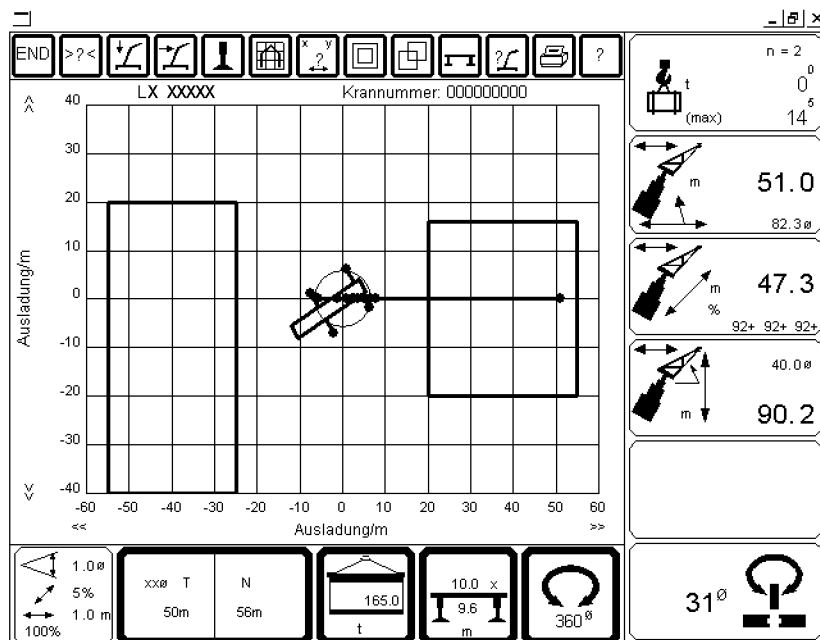 END >?< x y ? ? ?
LX XXXXX Krannummer: 000000000
n = 2
t 0 0
(max) 14 5
m 51.0
82.3ø
m 47.3
% 92+ 92+ 92+
40.0ø
m 90.2
31ø
Ausladung/m
40
30
20
10
0
-10
-20
-30
-40
-60 -50 -40 -30 -20 -10 0 10 20 30 40 50 60
<< Ausladung/m >>
1.0ø
5%
1.0 m
100%
xxø T N
50m 56m
165.0
t
10.0 x
9.6
m
360ø